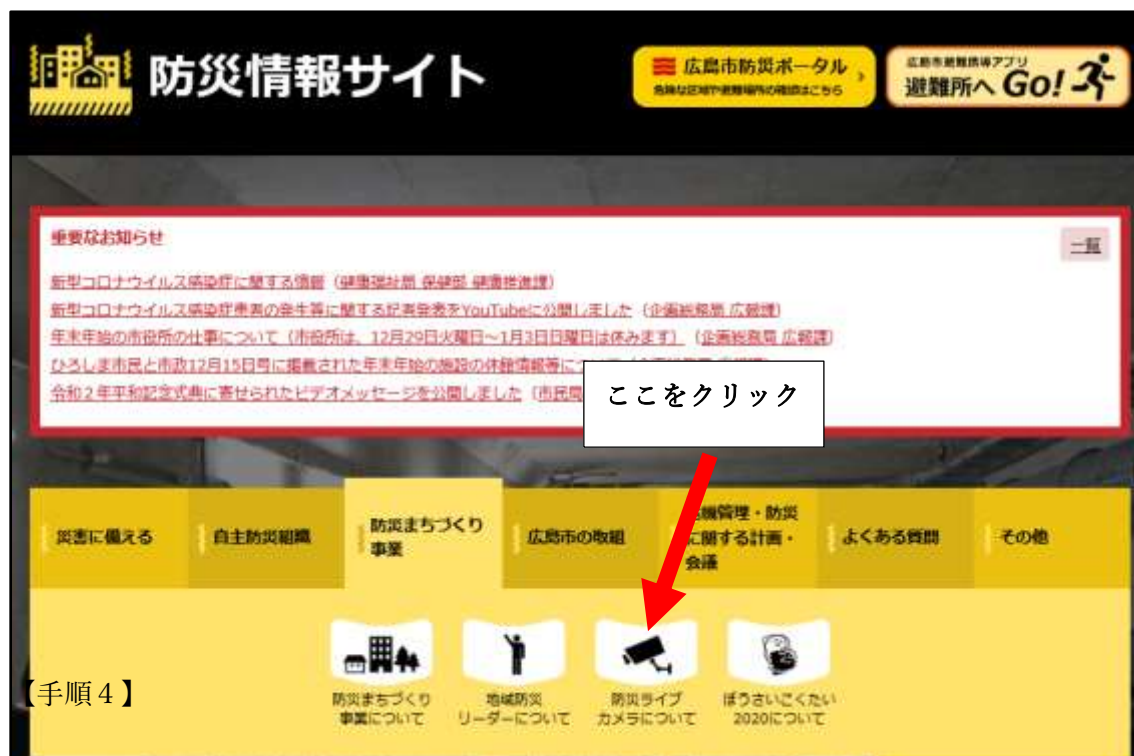 防災情報サイト
広島市防災ポータル
危険な区域や避難場所の確認はこちら
広島市避難誘導アプリ
避難所へ Go!
重要なお知らせ
一覧
新型コロナウイルス感染症に関する情報 （健康福祉局 保健部 健康推進課）
新型コロナウイルス感染症患者の発生等に関する記者発表をYouTubeに公開しました （企画総務局 広報課）
年末年始の市役所の仕事について（市役所は、12月29日火曜日～1月3日日曜日は休みます） （企画総務局 広報課）
ひろしま市民と市政12月15日号に掲載された年末年始の施設の休館情報等に
令和２年平和記念式典に寄せられたビデオメッセージを公開しました （市民局
ここをクリック
災害に備える
自主防災組織
防災まちづくり
事業
広島市の取組
機管理・防災
に関する計画・
会議
よくある質問
その他
防災まちづくり
事業について
地域防災
リーダーについて
防災ライブ
カメラについて
ぼうさいこくたい
2020について
【手順４】